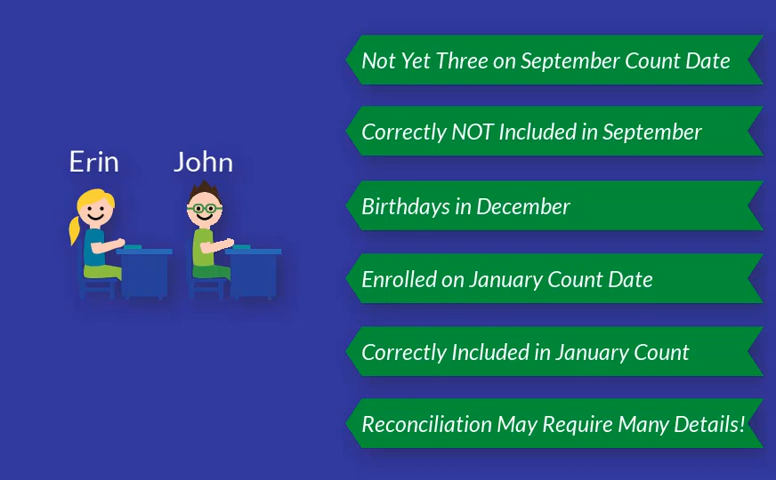 Erin John
Not Yet Three on September Count Date
Correctly NOT Included in September
Birthdays in December
Enrolled on January Count Date
Correctly Included in January Count
Reconciliation May Require Many Details!